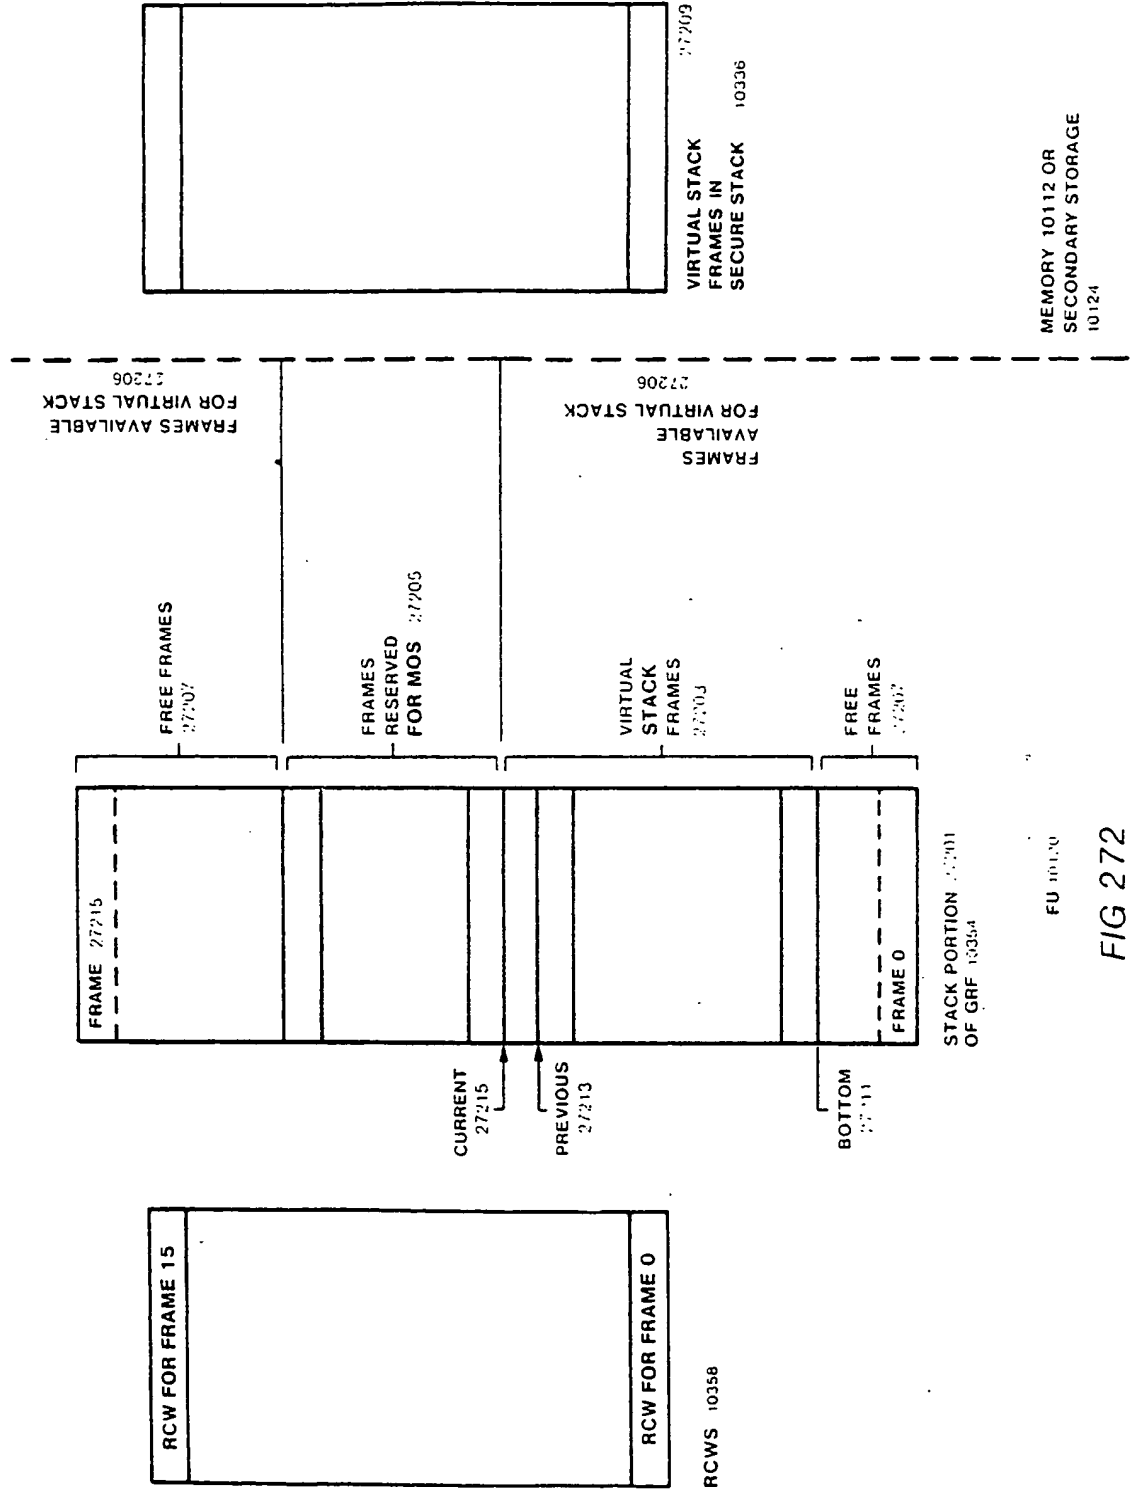 RCW FOR FRAME 15
RCW FOR FRAME 0
RCWS 10358
CURRENT
27215
PREVIOUS
27213
BOTTOM
FRAME 27215
FRAME 0
STACK PORTION
OF GRF 10354
FREE FRAMES
27207
FRAMES
RESERVED
FOR MOS 27205
VIRTUAL
STACK
FRAMES
FREE
FRAMES
FU
FRAMES AVAILABLE
FOR VIRTUAL STACK
27206
FRAMES
AVAILABLE
FOR VIRTUAL STACK
27206
27209
VIRTUAL STACK
FRAMES IN
SECURE STACK 10336
MEMORY 10112 OR
SECONDARY STORAGE
10124
FIG 272